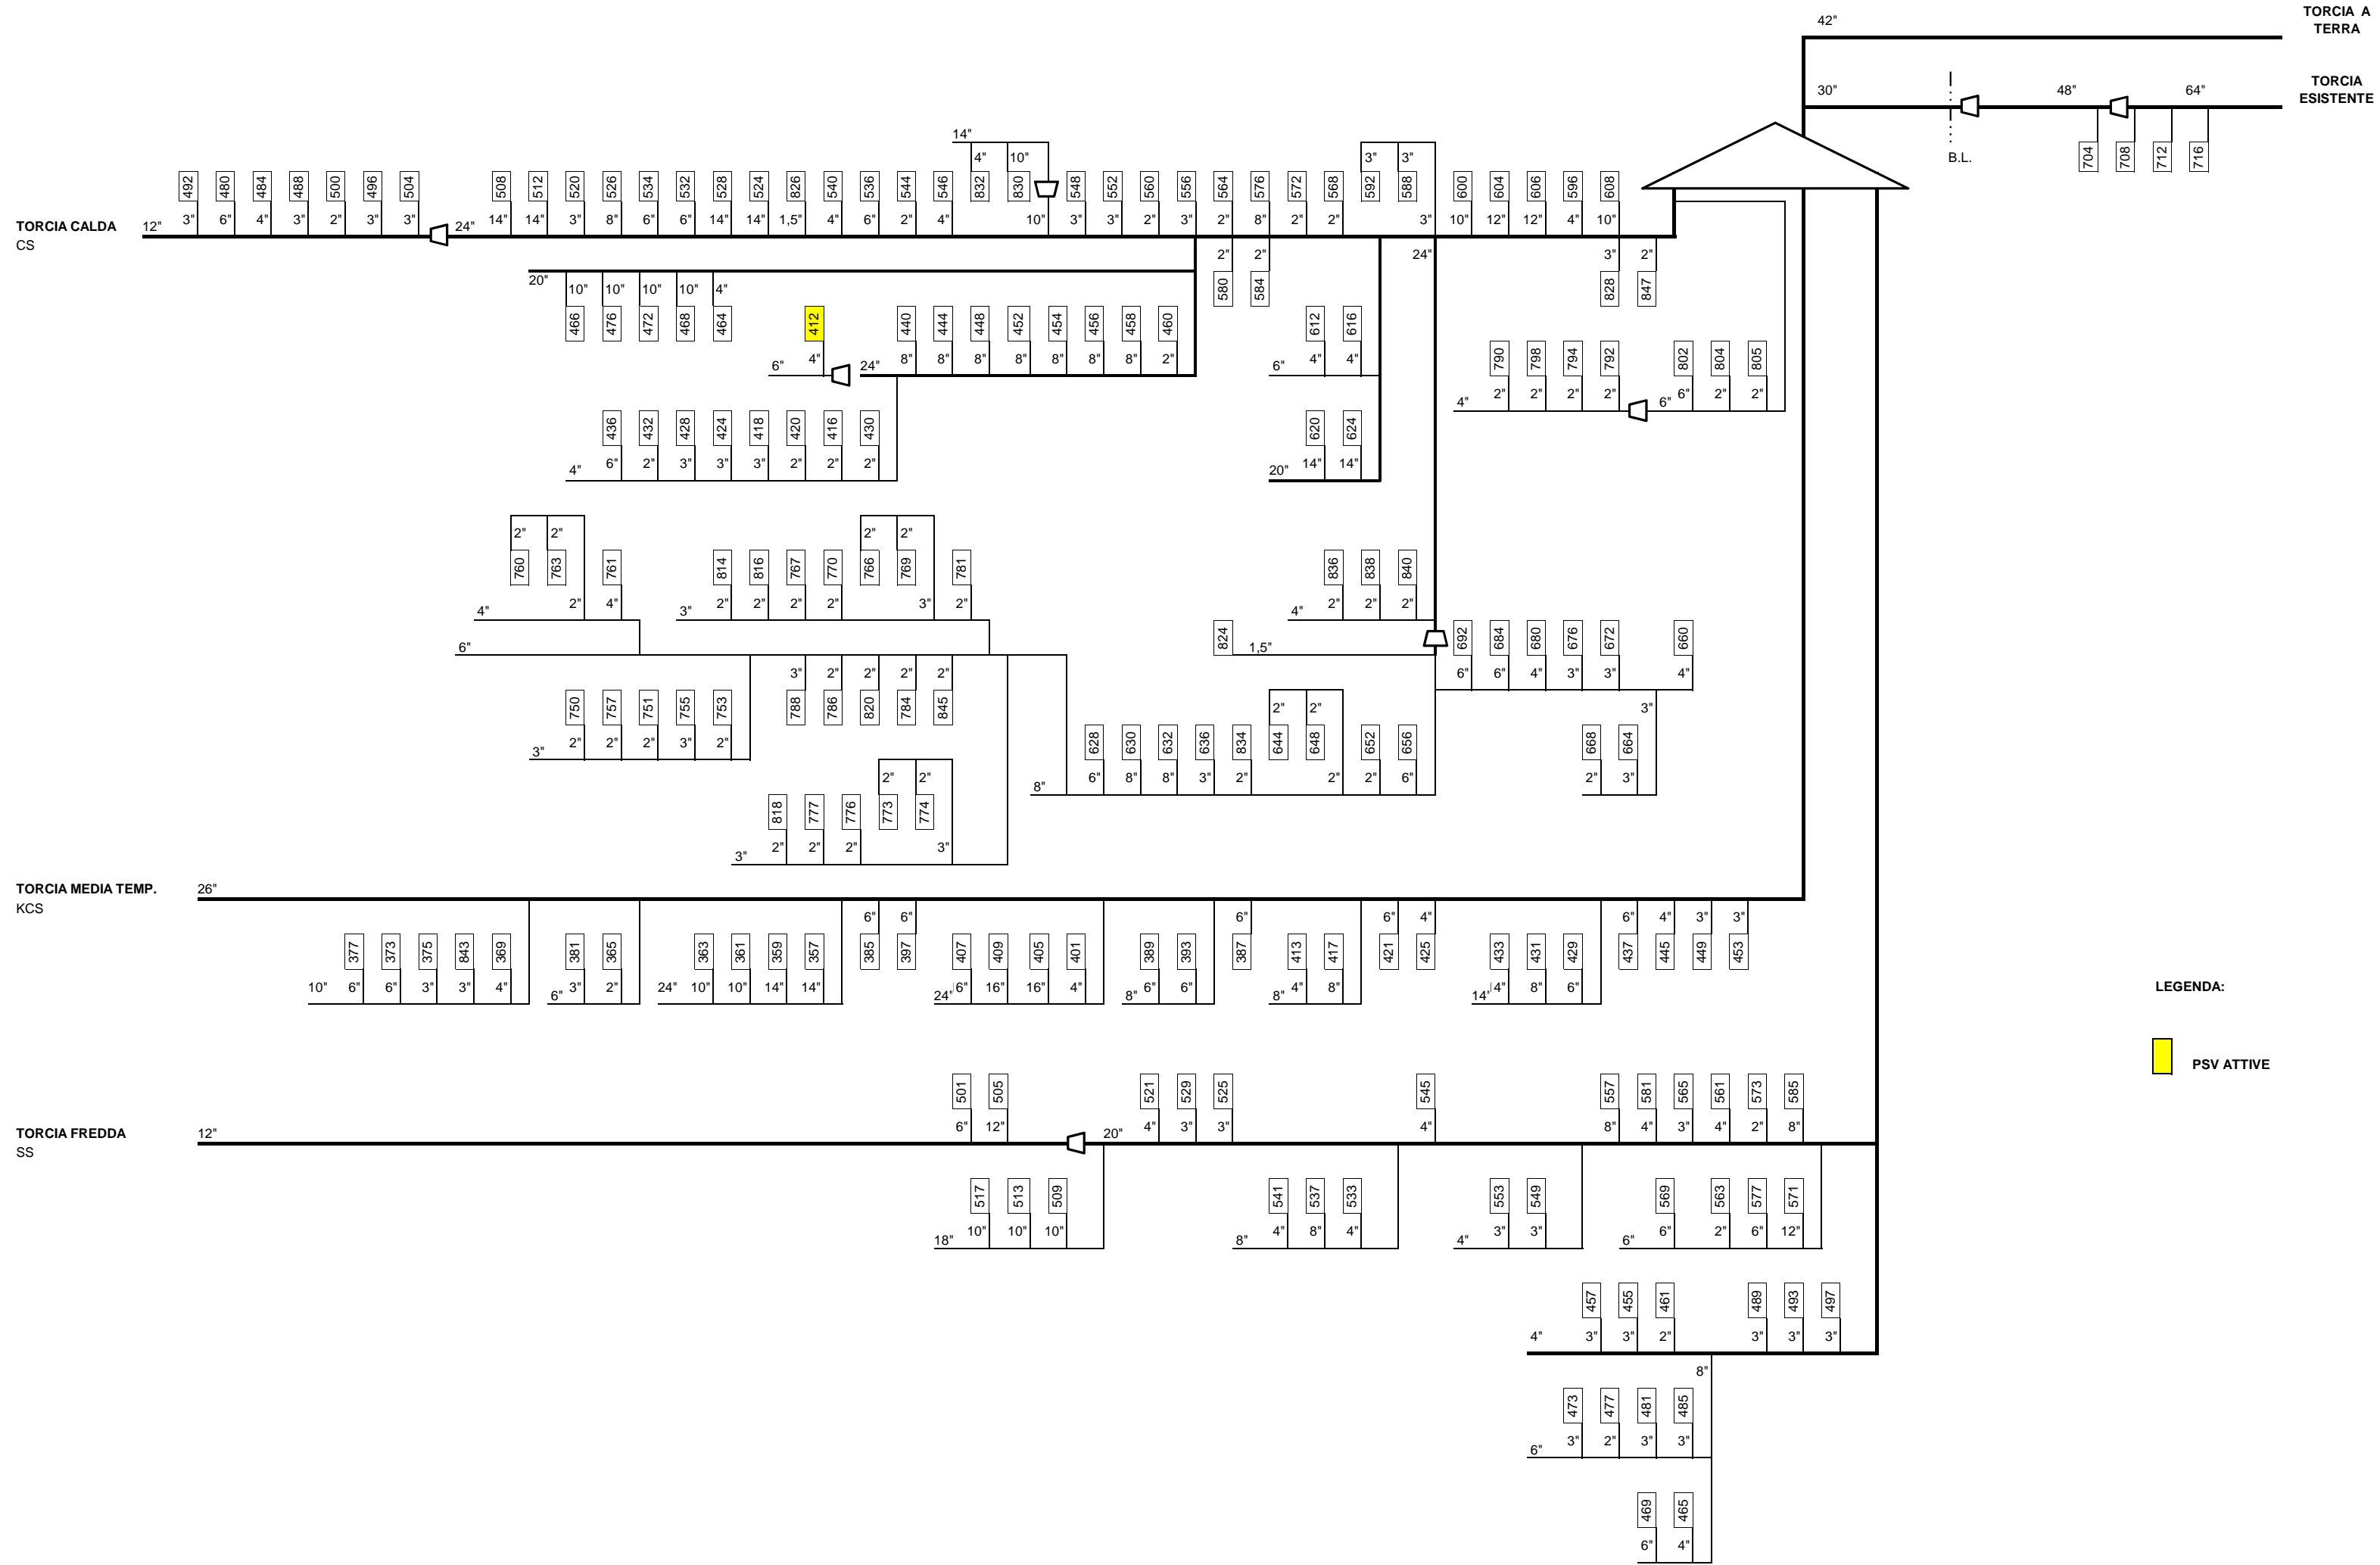 42"
TORCIA A
TERRA
30"
48"
64"
TORCIA
ESISTENTE
B.L.
704 708 712 716
14"
4" 10" 3" 3"
492 480 484 488 500 496 504 508 512 520 526 534 532 528 524 826 540 536 544 546 832 830 548 552 560 556 564 576 572 568 592 588 600 604 606 596 608
TORCIA CALDA
CS
12" 3" 6" 4" 3" 2" 3" 3" 24" 14" 14" 3" 8" 6" 6" 14" 14" 1,5" 4" 6" 2" 4" 10" 3" 3" 2" 3" 2" 8" 2" 2" 3" 10" 12" 12" 4" 10"
2" 2" 24" 3" 2"
580 584 828 847
20" 10" 10" 10" 10" 4"
466 476 472 468 464
412 440 444 448 452 454 456 458 460 612 616
6" 4" 24" 8" 8" 8" 8" 8" 8" 8" 2" 6" 4" 4"
790 798 794 792 802 804 805
4" 2" 2" 2" 2" 6" 6" 2" 2"
436 432 428 424 418 420 416 430 620 624
4" 6" 2" 3" 3" 3" 2" 2" 2" 20" 14" 14"
2" 2" 2" 2"
760 763 761 814 816 767 770 766 769 781 836 838 840
4" 2" 4" 3" 2" 2" 2" 2" 3" 2" 4" 2" 2" 2"
824 1,5" 692 684 680 676 672 660
6"
3" 2" 2" 2" 2" 6" 6" 4" 3" 3" 4"
750 757 751 755 753 788 786 820 784 845
2" 2" 3"
3" 2" 2" 2" 3" 2"
628 630 632 636 834 644 648 652 656 668 664
8" 6" 8" 8" 3" 2" 2" 2" 6" 2" 3"
2" 2"
818 777 776 773 774
3" 2" 2" 2" 3"
TORCIA MEDIA TEMP.
KCS
26"
6" 6" 6" 6" 4" 6" 4" 3" 3"
377 373 375 843 369 381 365 363 361 359 357 385 397 407 409 405 401 389 393 387 413 417 421 425 433 431 429 437 445 449 453
10" 6" 6" 3" 3" 4" 6" 3" 2" 24" 10" 10" 14" 14" 24" 6" 16" 16" 4" 8" 6" 6" 8" 4" 8" 14" 4" 8" 6"
LEGENDA:
PSV ATTIVE
501 505 521 529 525 545 557 581 565 561 573 585
TORCIA FREDDA
SS
12" 6" 12" 20" 4" 3" 3" 4" 8" 4" 3" 4" 2" 8"
517 513 509 541 537 533 553 549 569 563 577 571
18" 10" 10" 10" 8" 4" 8" 4" 4" 3" 3" 6" 6" 2" 6" 12"
457 455 461 489 493 497
4" 3" 3" 2" 3" 3" 3"
8"
473 477 481 485
6" 3" 2" 3" 3"
469 465
6" 4"